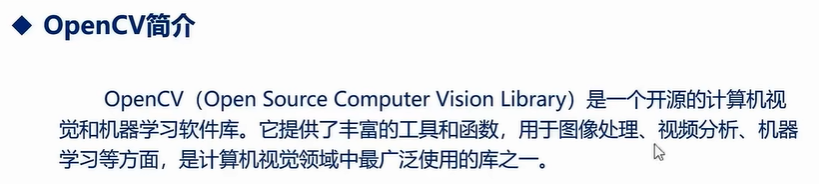 ◆ OpenCV简介
OpenCV（Open Source Computer Vision Library）是一个开源的计算机视
觉和机器学习软件库。它提供了丰富的工具和函数，用于图像处理、视频分析、机器
学习等方面，是计算机视觉领域中最广泛使用的库之一。